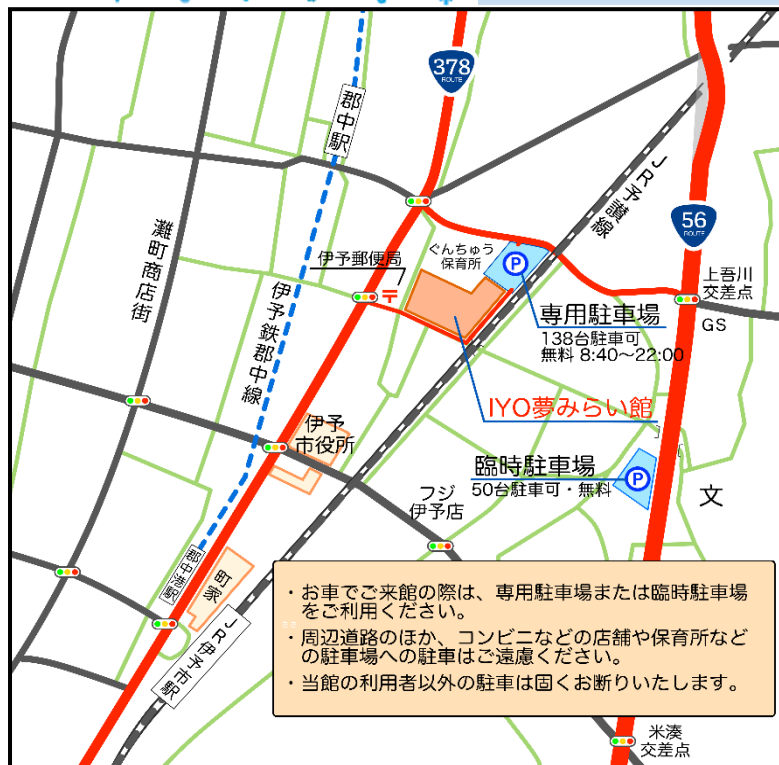 378
ROUTE
郡中駅
JR予讃線
56
ROUTE
灘町商店街
ぐんちゅう
保育所
伊予郵便局
〒
P
上吾川
交差点
GS
専用駐車場
138台駐車可
無料 8:40〜22:00
伊予鉄郡中線
IYO夢みらい館
伊予
市役所
臨時駐車場
50台駐車可・無料
P
フジ
伊予店
文
郡中港駅
町家
JR伊予市駅
・お車でご来館の際は、専用駐車場または臨時駐車場
をご利用ください。
・周辺道路のほか、コンビニなどの店舗や保育所など
の駐車場への駐車はご遠慮ください。
・当館の利用者以外の駐車は固くお断りいたします。
米湊
交差点